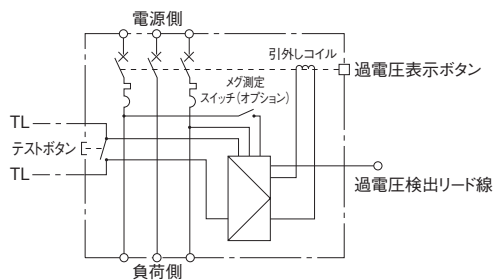 電源側
引外しコイル
過電圧表示ボタン
メグ測定
スイッチ(オプション)
TL
テストボタン
TL
過電圧検出リード線
負荷側